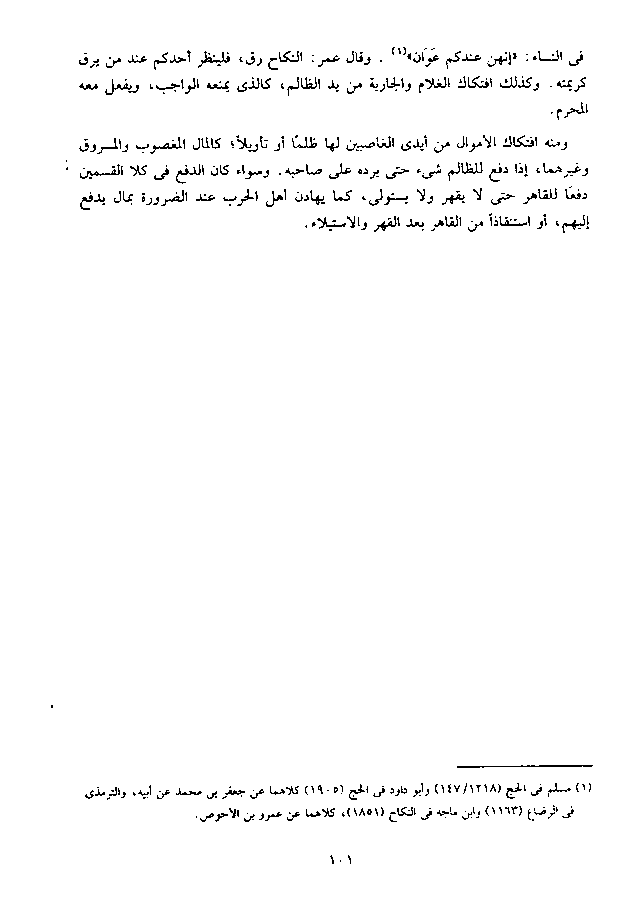 فى النساء: «إنهن عندكم عَوَان»(١) . وقال عمر: النكاح رق، فلينظر أحدكم عند من يرق
كريمته. وكذلك افتكاك الغلام والجارية من يد الظالم، كالذى يمنعه الواجب، ويفعل معه
المحرم.
ومنه افتكاك الأموال من أيدى الغاصبين لها ظلمًا أو تأويلاً؛ كالمال المغصوب والمسروق
وغيرهما، إذا دفع للظالم شىء حتى يرده على صاحبه. وسواء كان الدفع فى كلا القسمين
دفعًا للقاهر حتى لا يقهر ولا يستولى، كما يهادن أهل الحرب عند الضرورة بمال يدفع
إليهم، أو استنقاذاً من القاهر بعد القهر والاستيلاء.
(١) مسلم فى الحج (١٤٧/١٢١٨) وأبو داود فى الحج (١٩٠٥) كلاهما عن جعفر بن محمد عن أبيه، والترمذى
فى الرضاع (١١٦٣) وابن ماجه فى النكاح (١٨٥١)، كلاهما عن عمرو بن الأحوص.
١٠١